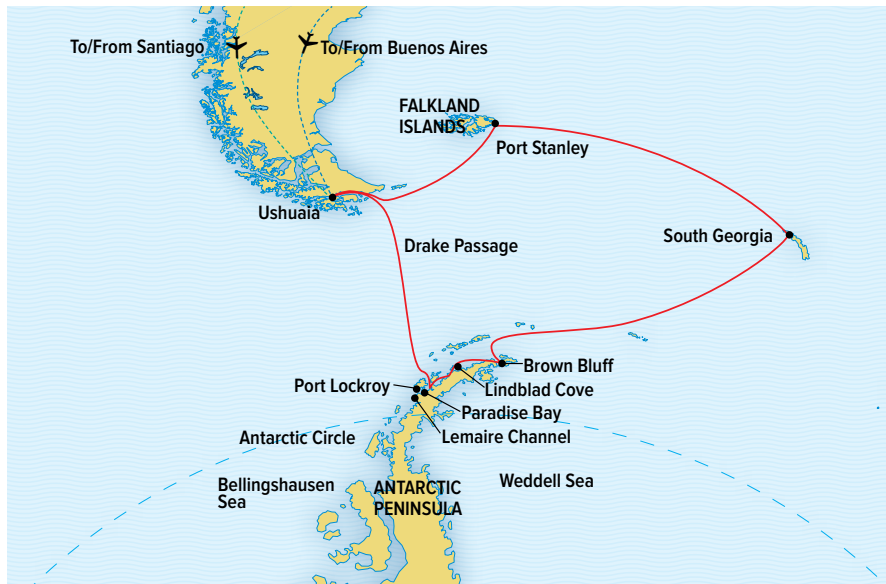 To/From Santiago
To/From Buenos Aires
FALKLAND
ISLANDS
Port Stanley
Ushuaia
South Georgia
Drake Passage
Brown Bluff
Port Lockroy
Lindblad Cove
Paradise Bay
Lemaire Channel
Antarctic Circle
Bellingshausen
Sea
Weddell Sea
ANTARCTIC
PENINSULA